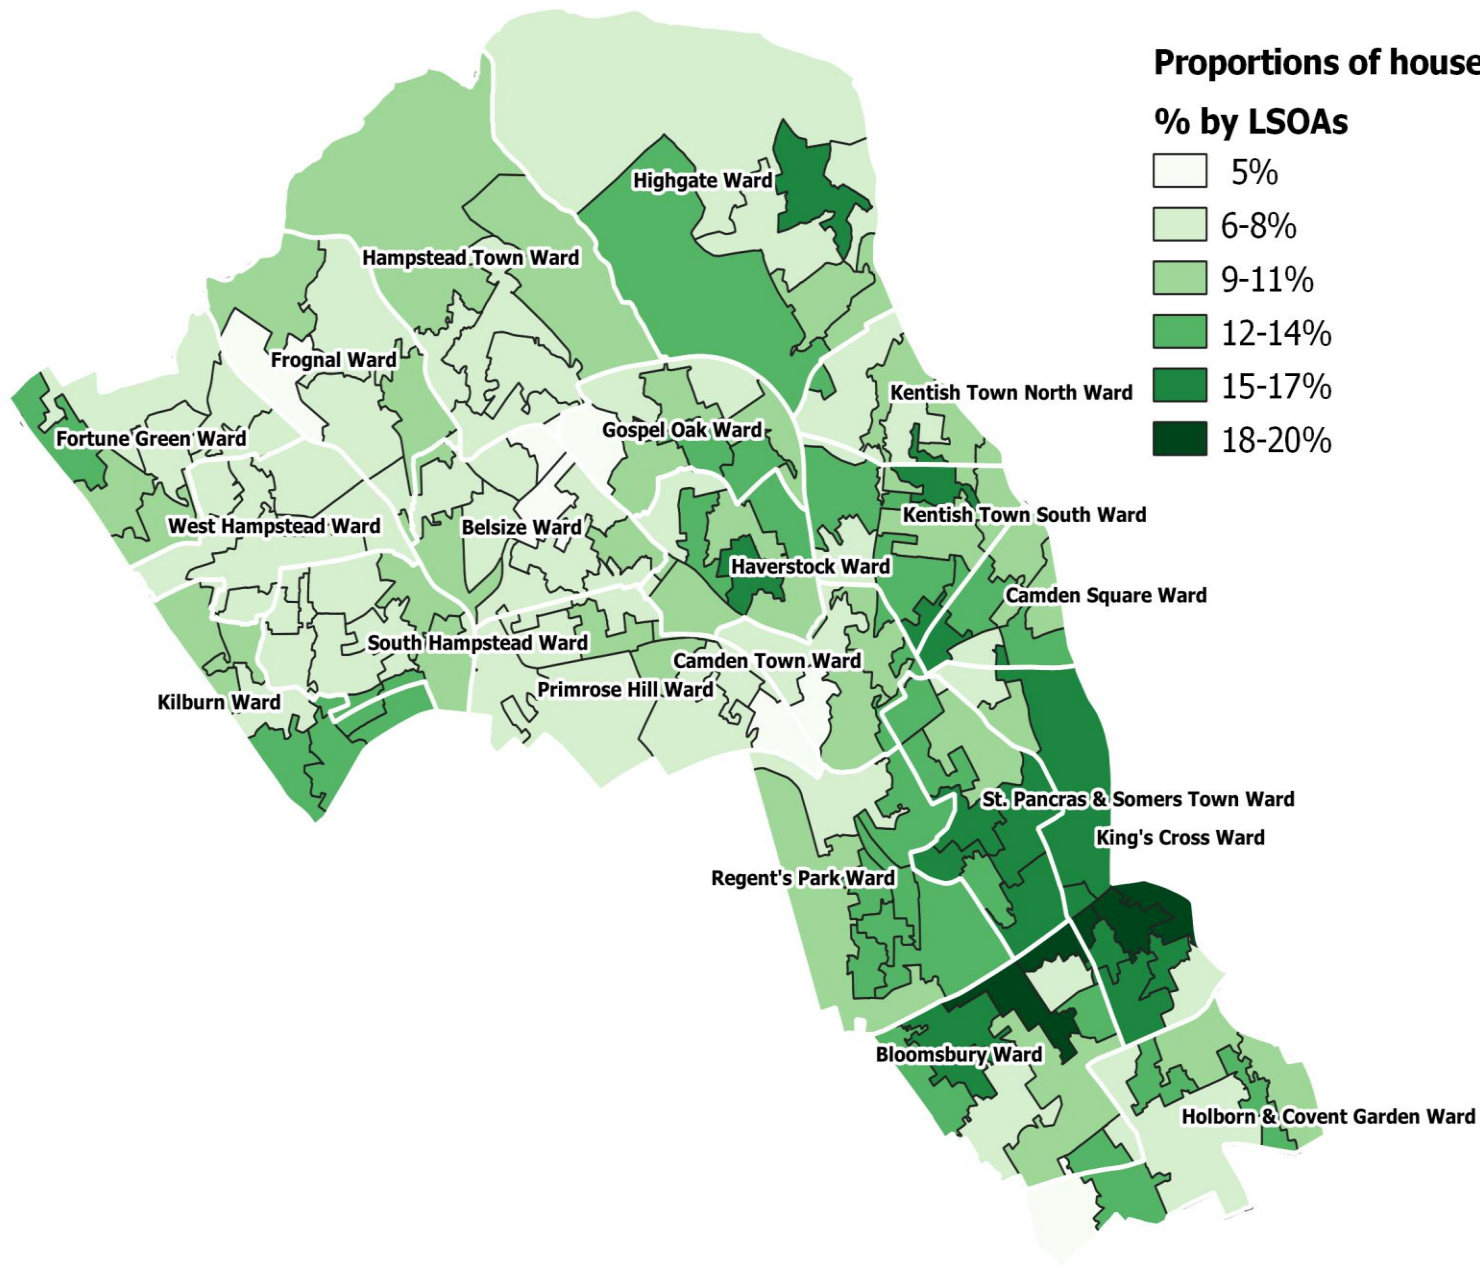 Proportions of house
% by LSOAs
5%
6-8%
9-11%
12-14%
15-17%
18-20%
Highgate Ward
Hampstead Town Ward
Frognal Ward
Kentish Town North Ward
Gospel Oak Ward
Fortune Green Ward
Kentish Town South Ward
West Hampstead Ward
Belsize Ward
Haverstock Ward
Camden Square Ward
South Hampstead Ward
Camden Town Ward
Primrose Hill Ward
Kilburn Ward
St. Pancras & Somers Town Ward
King's Cross Ward
Regent's Park Ward
Bloomsbury Ward
Holborn & Covent Garden Ward